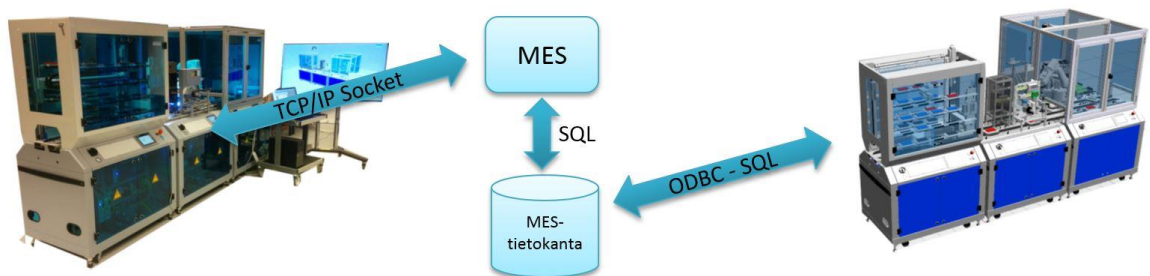 MES
TCP/IP Socket
SQL
ODBC - SQL
MES-
tietokanta